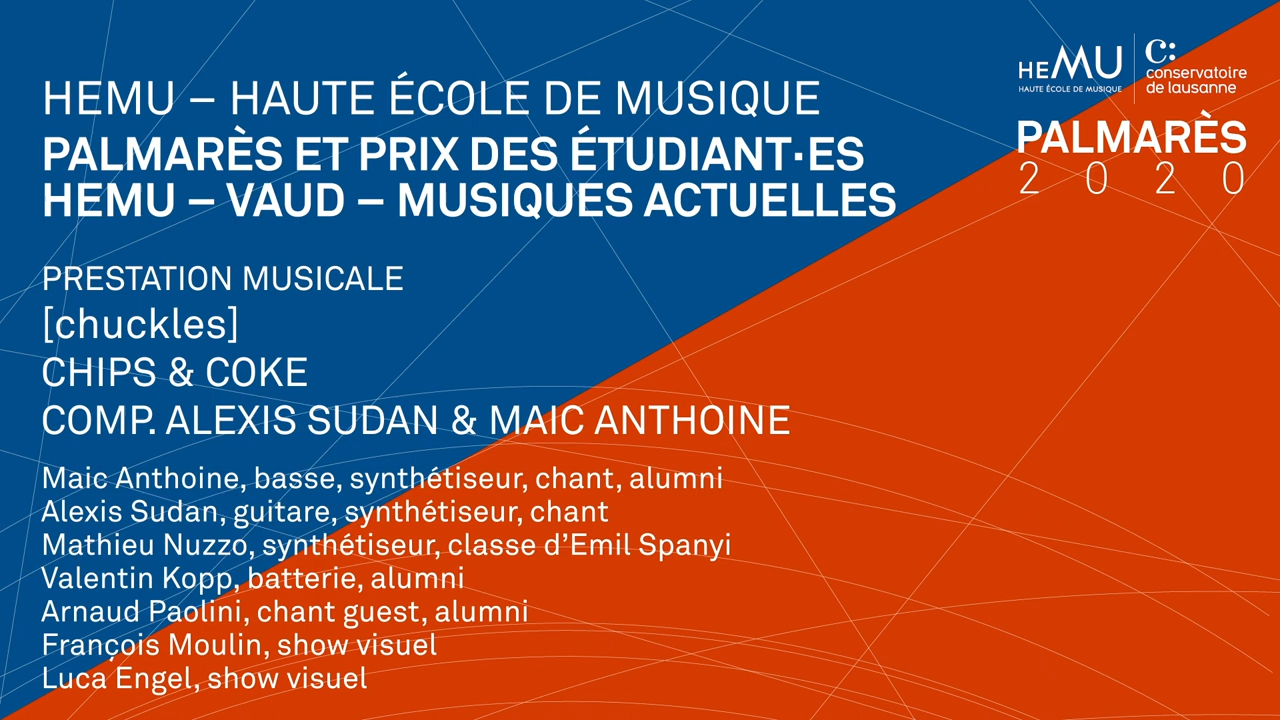 HEMU – HAUTE ÉCOLE DE MUSIQUE
PALMARÈS ET PRIX DES ÉTUDIANT·ES
HEMU – VAUD – MUSIQUES ACTUELLES
PRESTATION MUSICALE
[chuckles]
CHIPS & COKE
COMP. ALEXIS SUDAN & MAIC ANTHOINE
Maic Anthoine, basse, synthétiseur, chant, alumni
Alexis Sudan, guitare, synthétiseur, chant
Mathieu Nuzzo, synthétiseur, classe d’Emil Spanyi
Valentin Kopp, batterie, alumni
Arnaud Paolini, chant guest, alumni
François Moulin, show visuel
Luca Engel, show visuel
HEMU
HAUTE ÉCOLE DE MUSIQUE
c:
conservatoire
de lausanne
PALMARÈS
2020